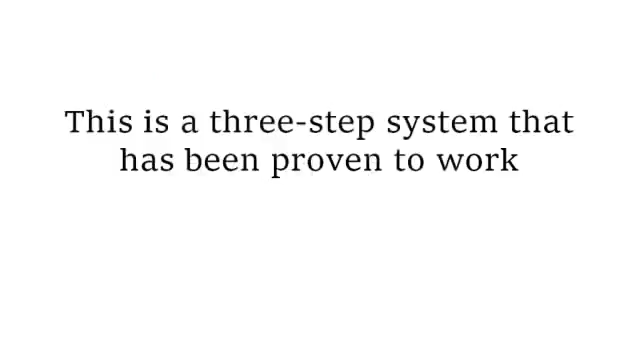 This is a three-step system that
has been proven to work